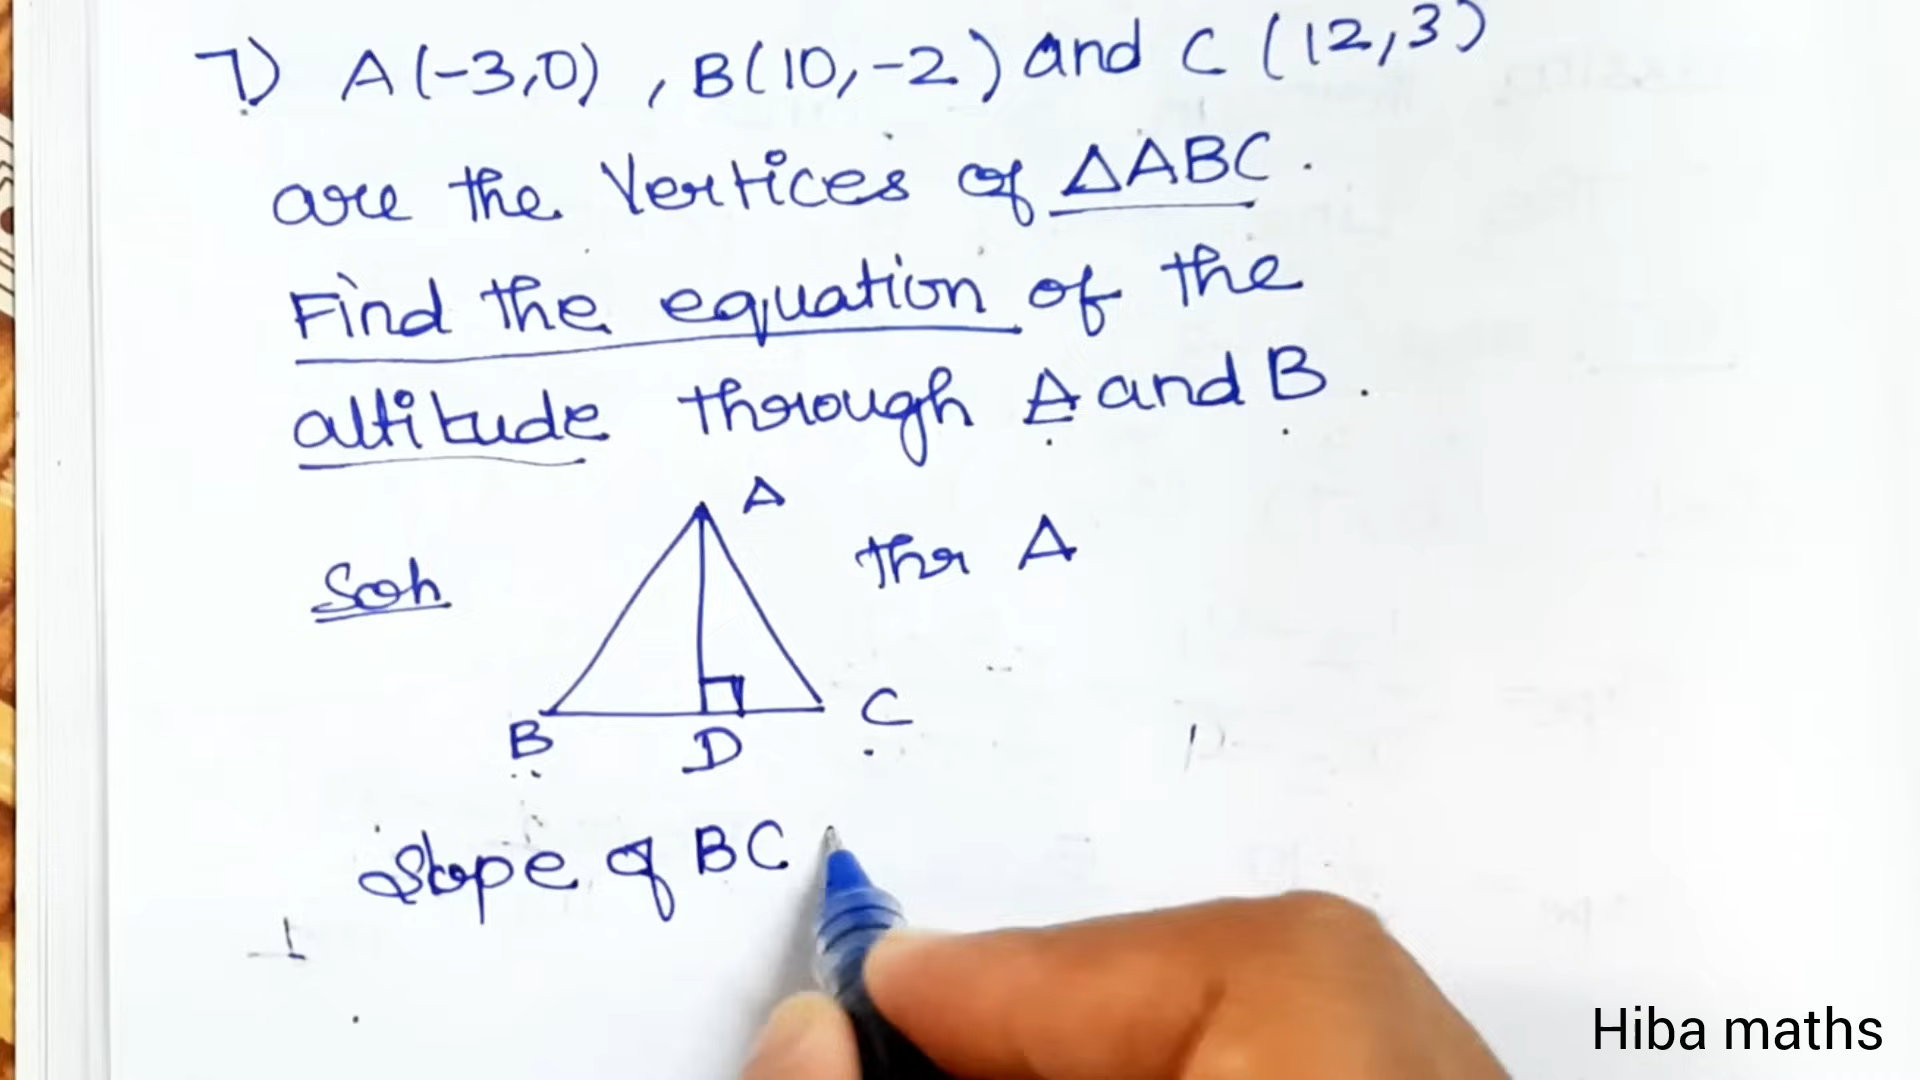 7) A(-3,0), B(10,-2) and C (12,3)
are the Vertices of ΔABC.
Find the equation of the
altitude through A and B.
A
Soln
thr A
B
D
C
Slope of BC
Hiba maths